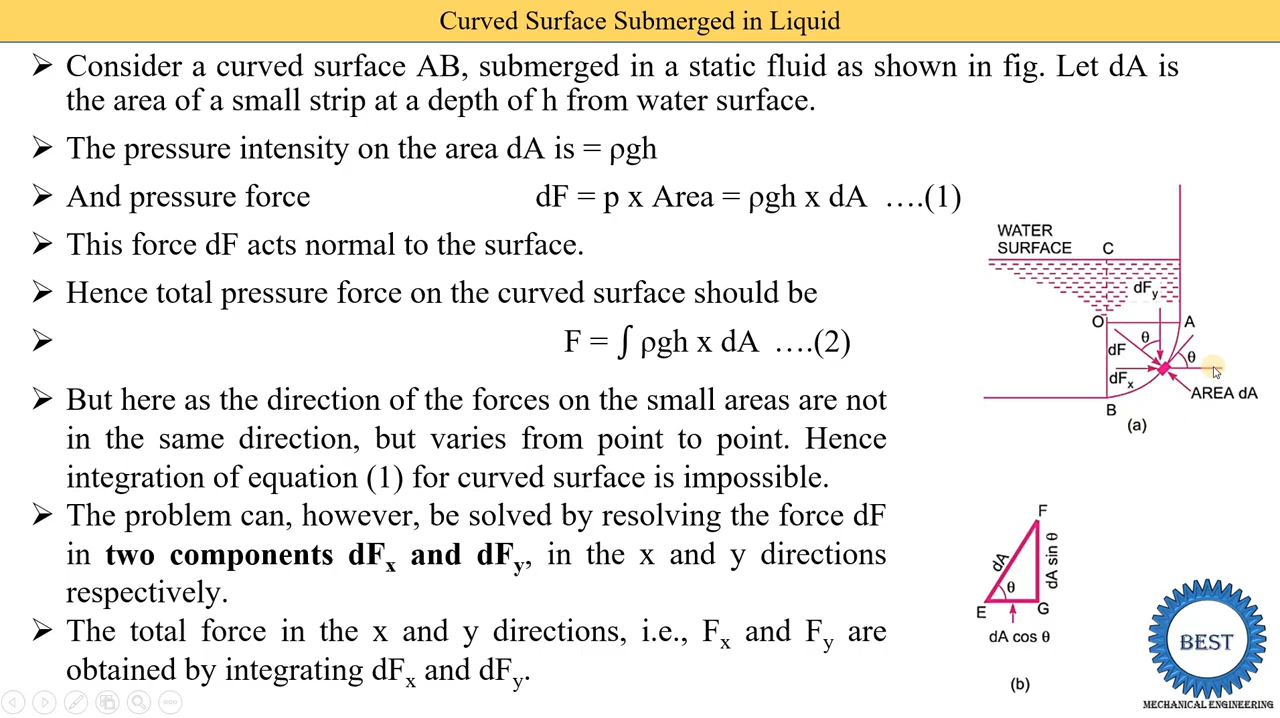 Curved Surface Submerged in Liquid
➢ Consider a curved surface AB, submerged in a static fluid as shown in fig. Let dA is
the area of a small strip at a depth of h from water surface.
➢ The pressure intensity on the area dA is = ρgh
➢ And pressure force dF = p x Area = ρgh x dA ….(1)
➢ This force dF acts normal to the surface.
➢ Hence total pressure force on the curved surface should be
➢ F = ∫ ρgh x dA ….(2)
➢ But here as the direction of the forces on the small areas are not
in the same direction, but varies from point to point. Hence
integration of equation (1) for curved surface is impossible.
➢ The problem can, however, be solved by resolving the force dF
in two components dFx and dFy, in the x and y directions
respectively.
➢ The total force in the x and y directions, i.e., Fx and Fy are
obtained by integrating dFx and dFy.
WATER
SURFACE
C
dFy
O
A
θ
dF
θ
dFx
AREA dA
B
(a)
F
dA
dA sin θ
θ
E
G
dA cos θ
(b)
BEST
MECHANICAL ENGINEERING